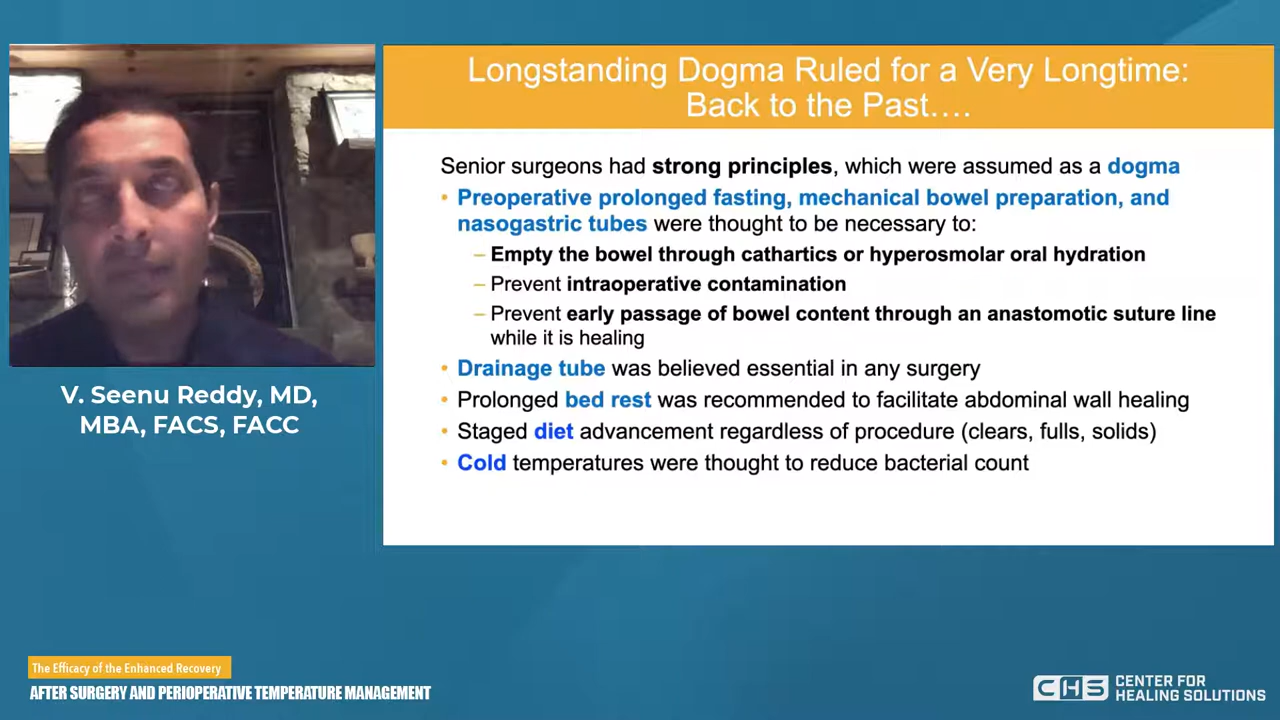 Longstanding Dogma Ruled for a Very Longtime:
Back to the Past….
Senior surgeons had strong principles, which were assumed as a dogma
• Preoperative prolonged fasting, mechanical bowel preparation, and
nasogastric tubes were thought to be necessary to:
– Empty the bowel through cathartics or hyperosmolar oral hydration
– Prevent intraoperative contamination
– Prevent early passage of bowel content through an anastomotic suture line
while it is healing
• Drainage tube was believed essential in any surgery
• Prolonged bed rest was recommended to facilitate abdominal wall healing
• Staged diet advancement regardless of procedure (clears, fulls, solids)
• Cold temperatures were thought to reduce bacterial count
V. Seenu Reddy, MD,
MBA, FACS, FACC
The Efficacy of the Enhanced Recovery
AFTER SURGERY AND PERIOPERATIVE TEMPERATURE MANAGEMENT
CHS CENTER FOR
HEALING SOLUTIONS